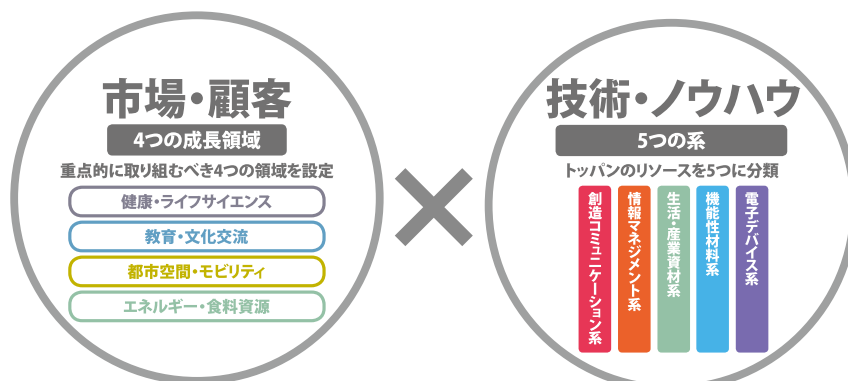 市場・顧客
4つの成長領域
重点的に取り組むべき4つの領域を設定
健康・ライフサイエンス
教育・文化交流
都市空間・モビリティ
エネルギー・食料資源
×
技術・ノウハウ
5つの系
トッパンのリソースを5つに分類
創造コミュニケーション系
情報マネジメント系
生活・産業資材系
機能性材料系
電子デバイス系